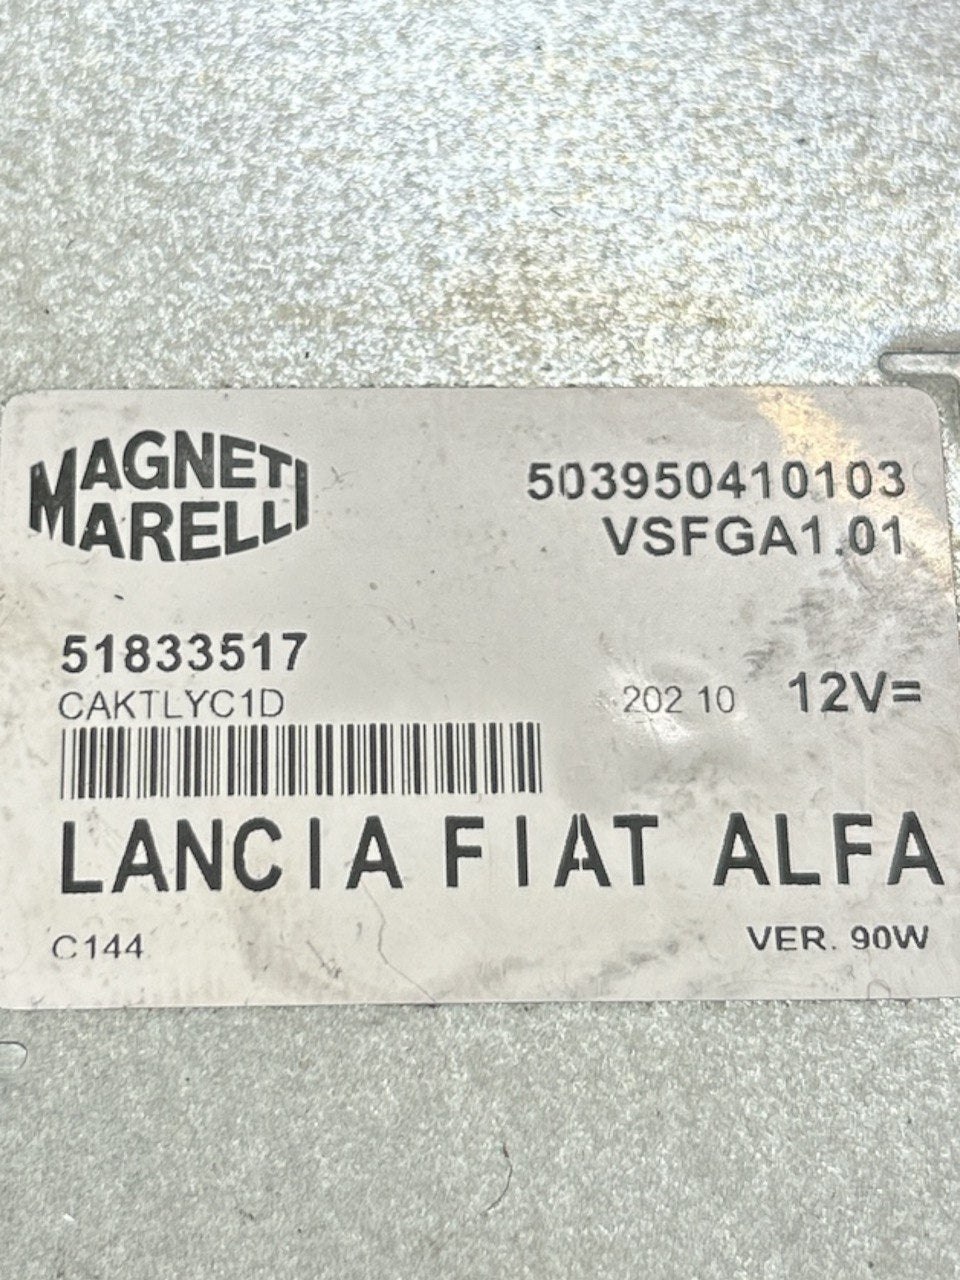 MAGNETI
MARELLI
503950410103
VSFGA1.01
51833517
CAKTLYC1D
202 10 12V=
LANCIA FIAT ALFA
C144
VER. 90W